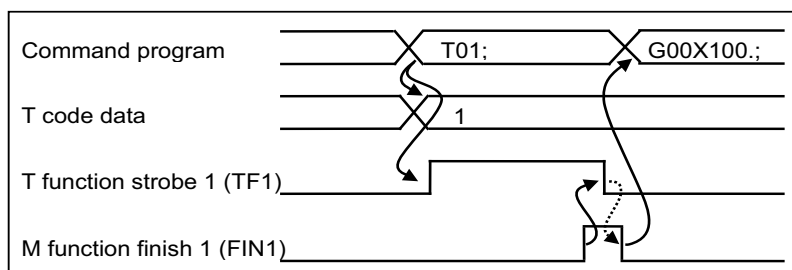 Command program T01; G00X100.;
T code data 1
T function strobe 1 (TF1)
M function finish 1 (FIN1)